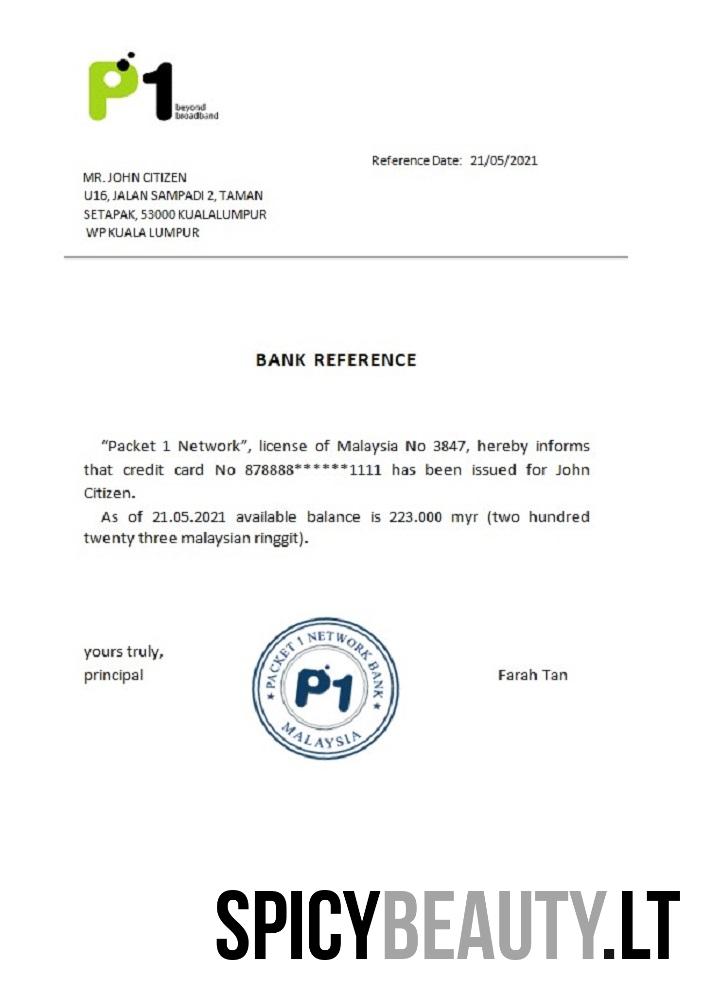 P1
beyond
broadband
Reference Date: 21/05/2021
MR. JOHN CITIZEN
U16, JALAN SAMPADI 2, TAMAN
SETAPAK, 53000 KUALALUMPUR
WP KUALA LUMPUR
BANK REFERENCE
“Packet 1 Network”, license of Malaysia No 3847, hereby informs
that credit card No 878888******1111 has been issued for John
Citizen.
As of 21.05.2021 available balance is 223.000 myr (two hundred
twenty three malaysian ringgit).
yours truly,
principal
★ PACKET 1 NETWORK BANK ★
P1
MALAYSIA
Farah Tan
SPICYBEAUTY.LT